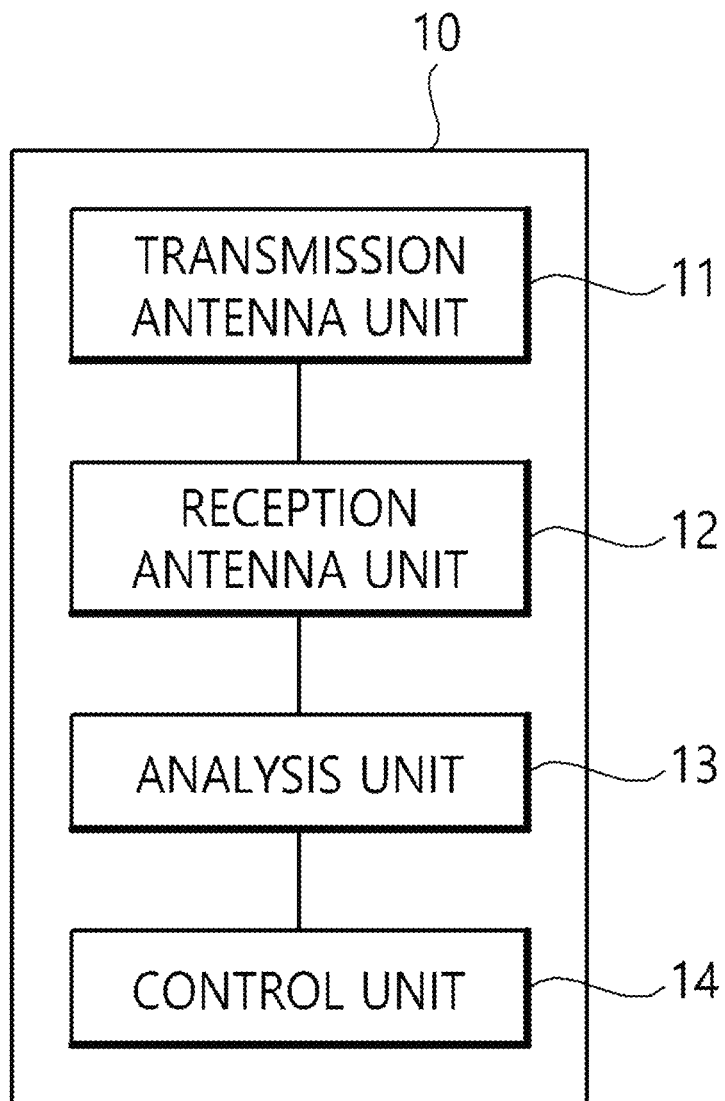 10
TRANSMISSION
ANTENNA UNIT
11
RECEPTION
ANTENNA UNIT
12
ANALYSIS UNIT
13
CONTROL UNIT
14